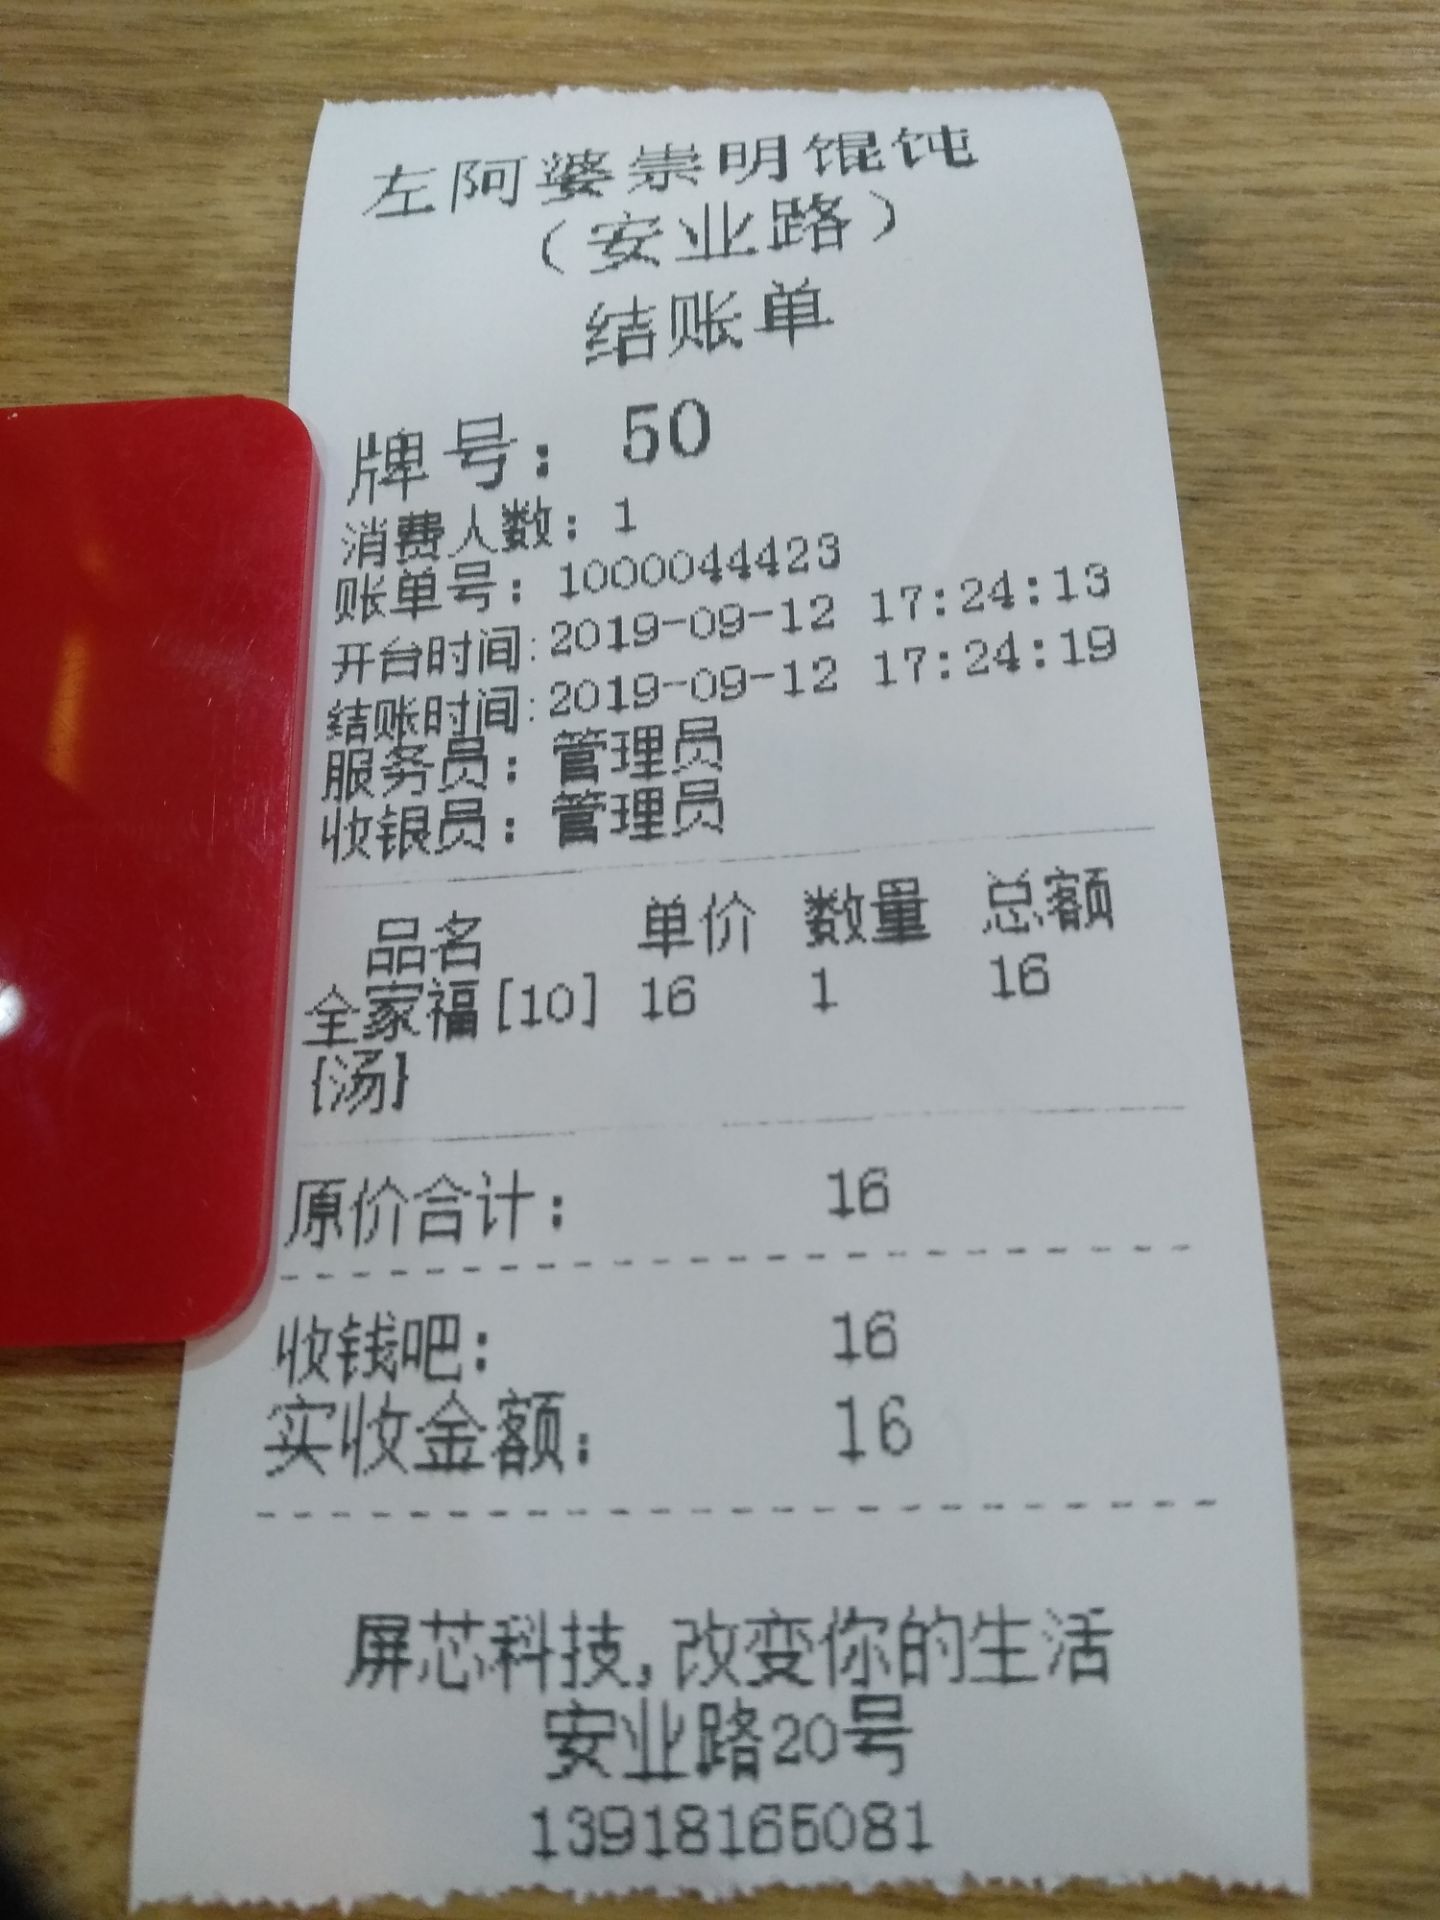 左阿婆崇明馄饨
（安业路）
结账单
牌号： 50
消费人数：1
账单号：1000044423
开台时间:2019-09-12 17:24:13
结账时间:2019-09-12 17:24:19
服务员：管理员
收银员：管理员
品名 单价 数量 总额
全家福[10] 16 1 16
{汤}
原价合计: 16
收钱吧: 16
实收金额: 16
屏芯科技,改变你的生活
安业路20号
13918165081